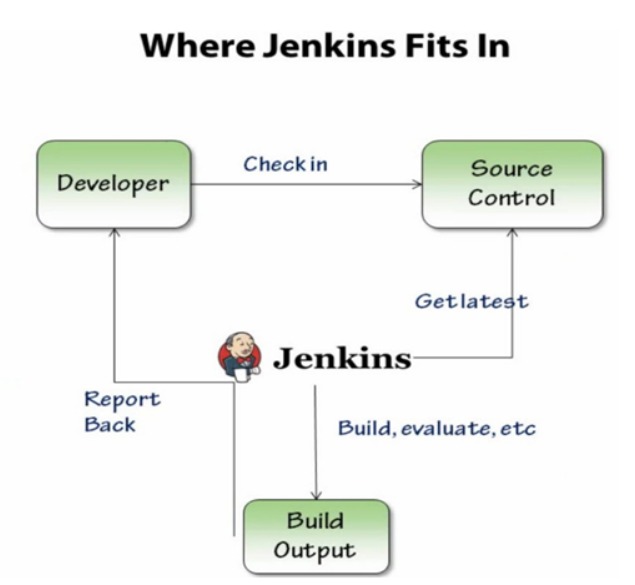 Where Jenkins Fits In
Developer
Check in
Source
Control
Get latest
Jenkins
Report
Back
Build, evaluate, etc
Build
Output